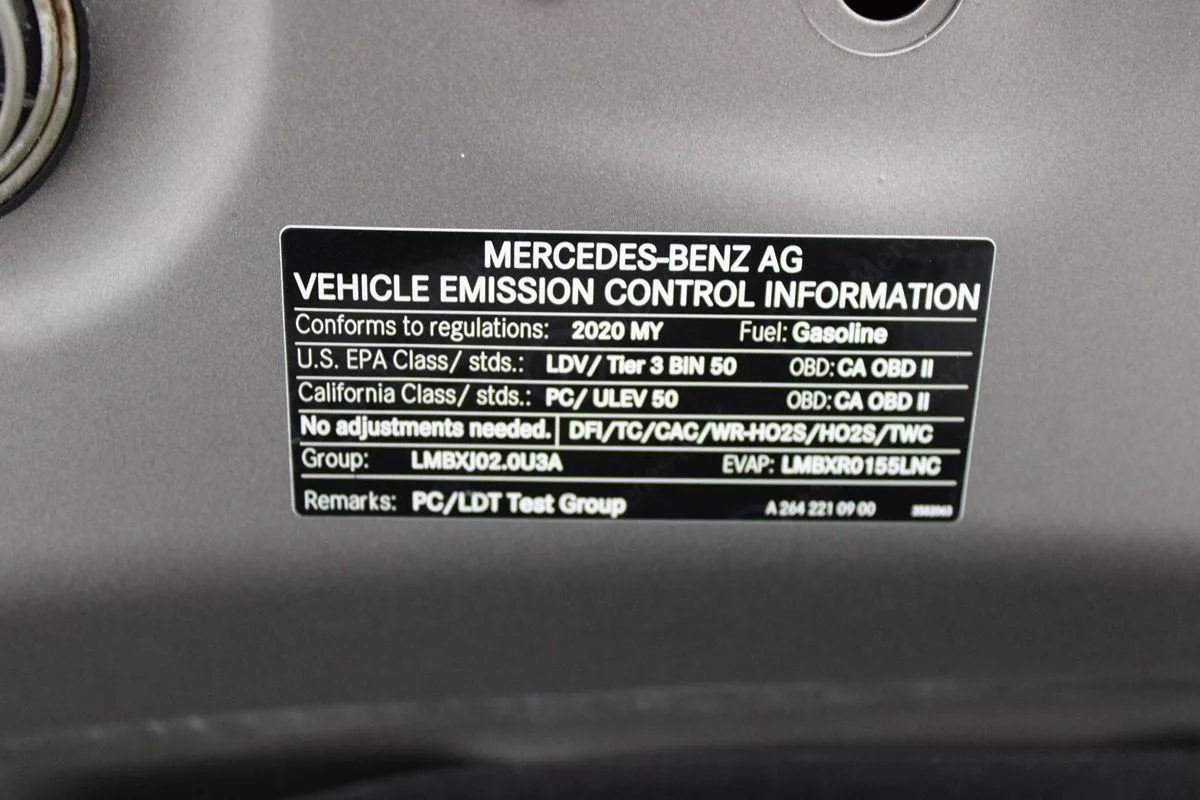 MERCEDES-BENZ AG
VEHICLE EMISSION CONTROL INFORMATION
Conforms to regulations: 2020 MY Fuel: Gasoline
U.S. EPA Class/ stds.: LDV/ Tier 3 BIN 50 OBD: CA OBD II
California Class/ stds.: PC/ ULEV 50 OBD: CA OBD II
No adjustments needed. DFI/TC/CAC/WR-HO2S/HO2S/TWC
Group: LMBXJ02.0U3A EVAP: LMBXR0155LNC
Remarks: PC/LDT Test Group A 264 221 09 00